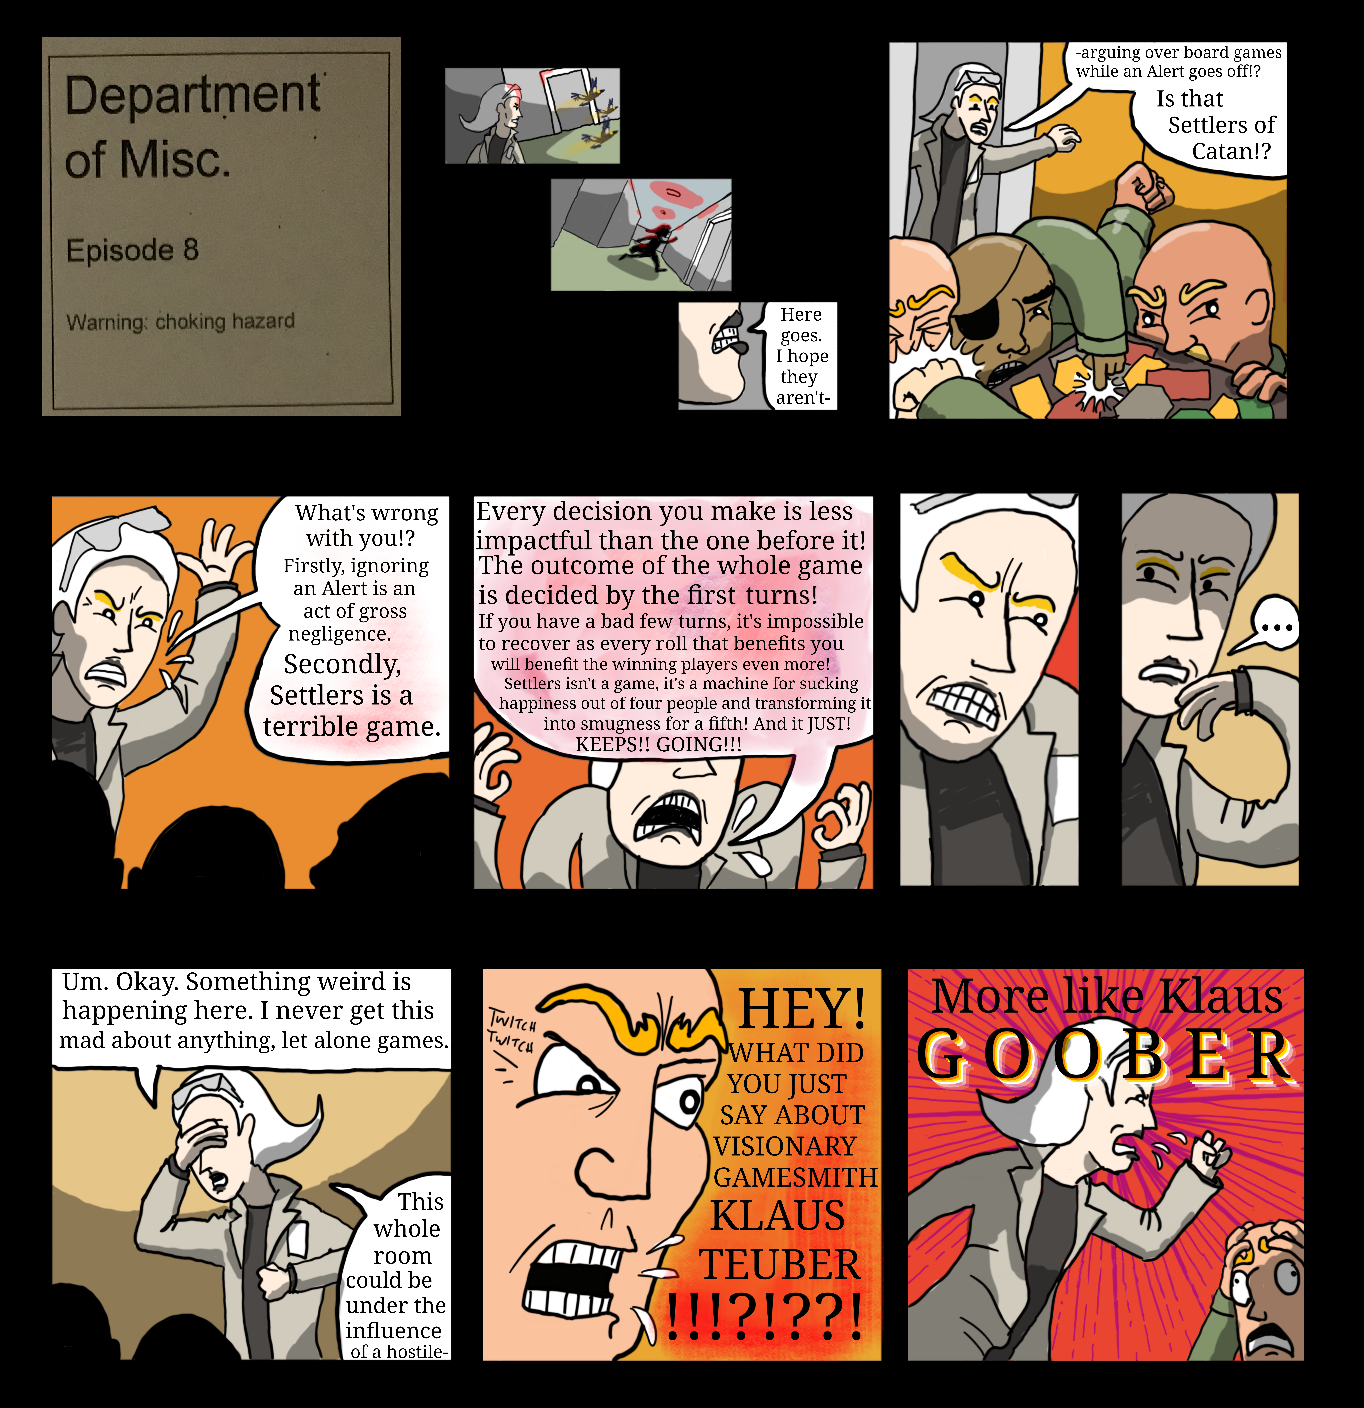 Department
of Misc.
Episode 8
Warning: choking hazard
Here
goes.
I hope
they
aren't-
-arguing over board games
while an Alert goes off!?
Is that
Settlers of
Catan!?
What's wrong
with you!?
Firstly, ignoring
an Alert is an
act of gross
negligence.
Secondly,
Settlers is a
terrible game.
Every decision you make is less
impactful than the one before it!
The outcome of the whole game
is decided by the first turns!
If you have a bad few turns, it's impossible
to recover as every roll that benefits you
will benefit the winning players even more!
Settlers isn't a game, it's a machine for sucking
happiness out of four people and transforming it
into smugness for a fifth! And it JUST!
KEEPS!! GOING!!!
...
Um. Okay. Something weird is
happening here. I never get this
mad about anything, let alone games.
This
whole
room
could be
under the
influence
of a hostile-
TWITCH
TWITCH
HEY!
WHAT DID
YOU JUST
SAY ABOUT
VISIONARY
GAMESMITH
KLAUS
TEUBER
!!!?!??!
More like Klaus
GOOBER